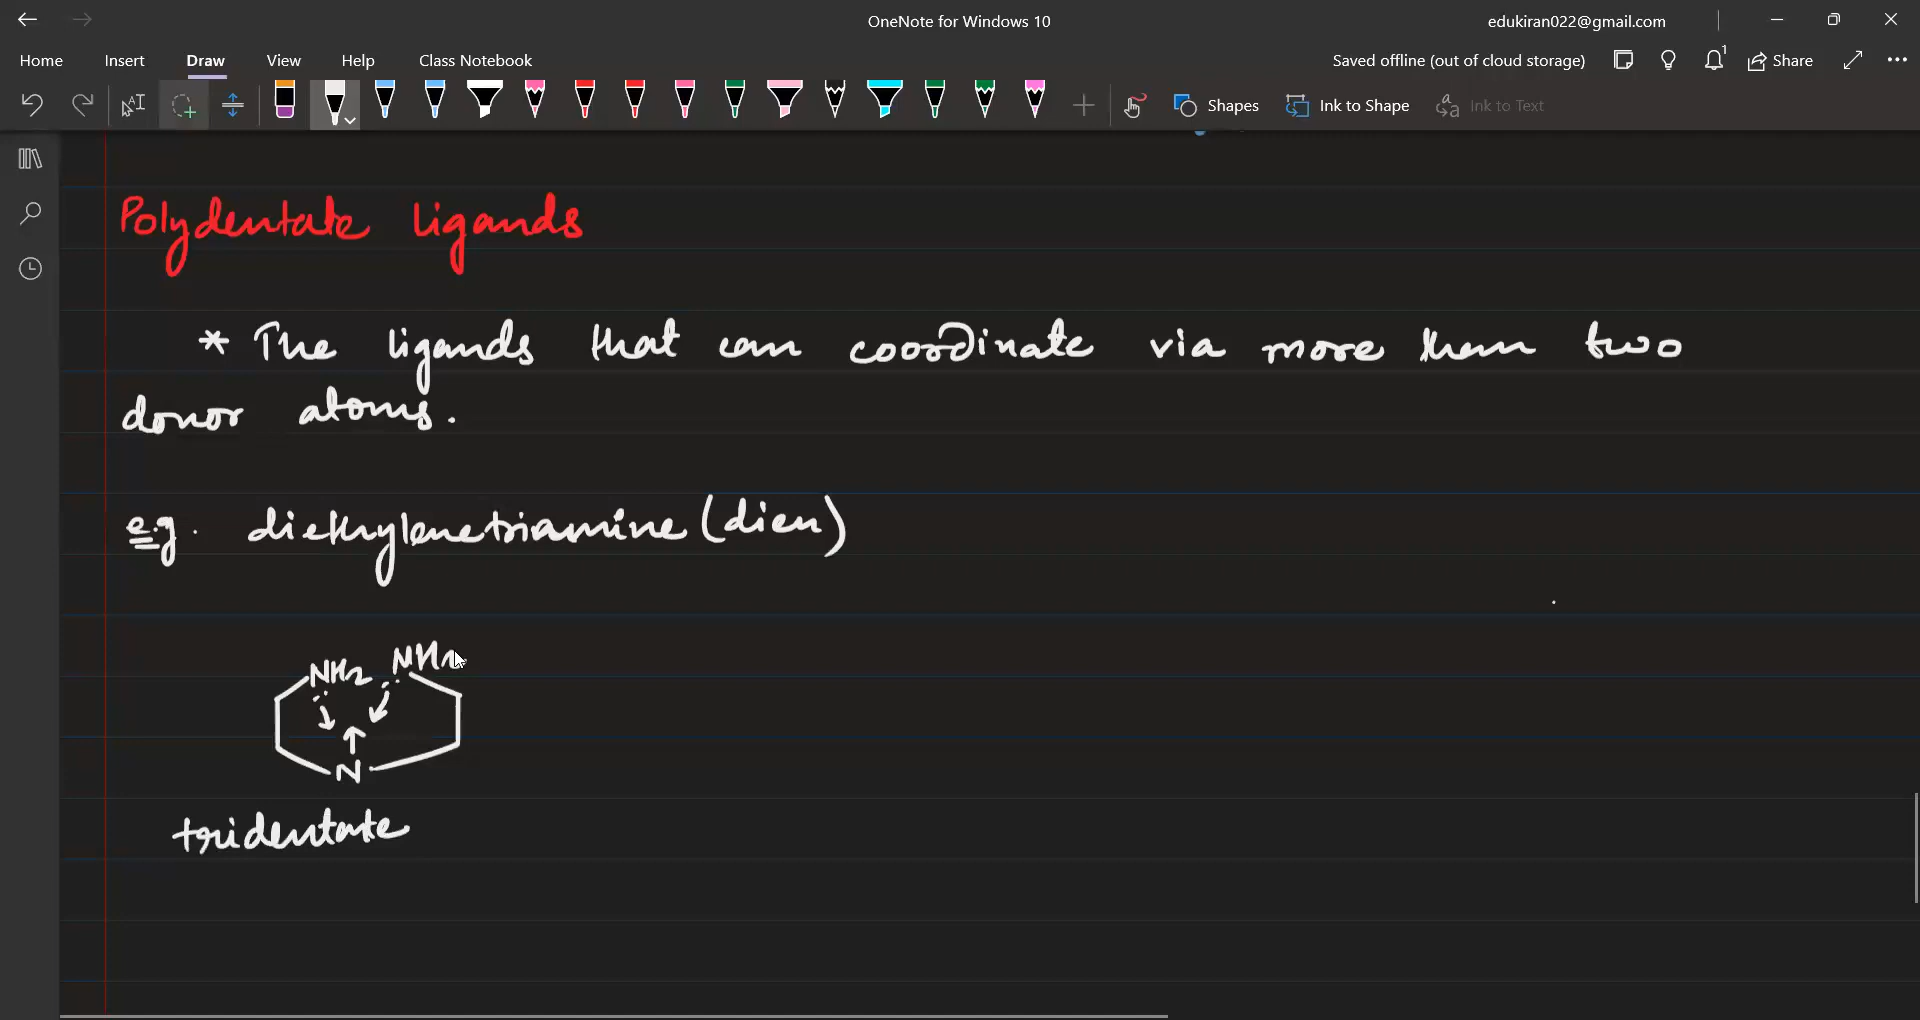 OneNote for Windows 10
edukiran022@gmail.com
Home Insert Draw View Help Class Notebook
Saved offline (out of cloud storage)
1
Share
Shapes
Ink to Shape
Ink to Text
Polydentate ligands
* The ligands that can coordinate via more than two
donor atoms.
e.g. diethylenetriamine (dien)
NH2 NH2
N
tridentate